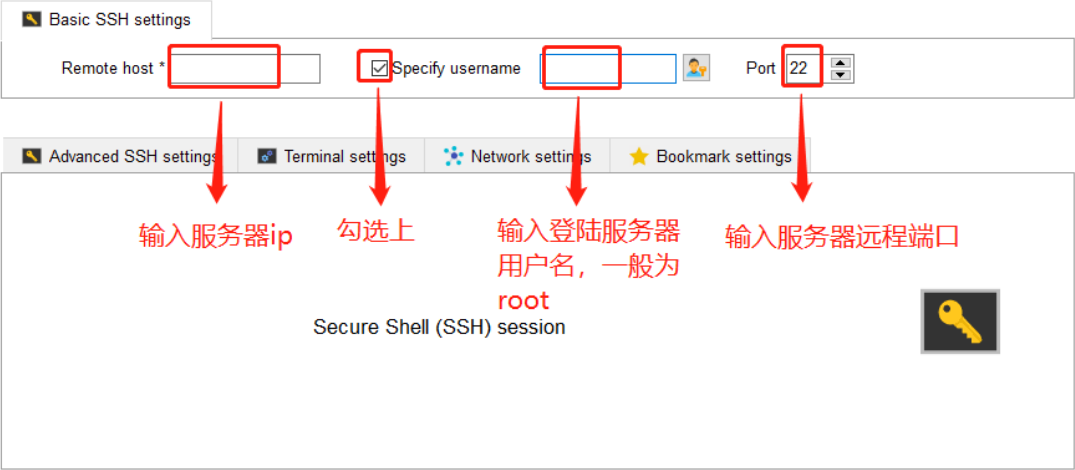 Basic SSH settings
Remote host * Specify username Port 22
Advanced SSH settings Terminal settings Network settings Bookmark settings
输入服务器ip
勾选上
输入登陆服务器
用户名，一般为
root
输入服务器远程端口
Secure Shell (SSH) session